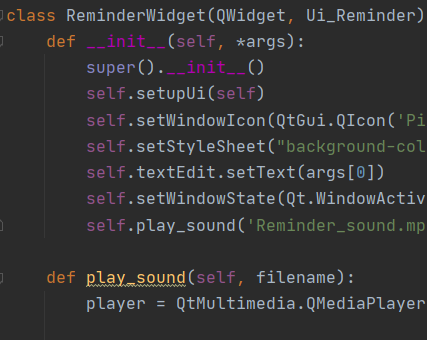 class ReminderWidget(QWidget, Ui_Reminder)
    def __init__(self, *args):
        super().__init__()
        self.setupUi(self)
        self.setWindowIcon(QtGui.QIcon('Pi
        self.setStyleSheet("background-col
        self.textEdit.setText(args[0])
        self.setWindowState(Qt.WindowActiv
        self.play_sound('Reminder_sound.mp
    def play_sound(self, filename):
        player = QtMultimedia.QMediaPlayer